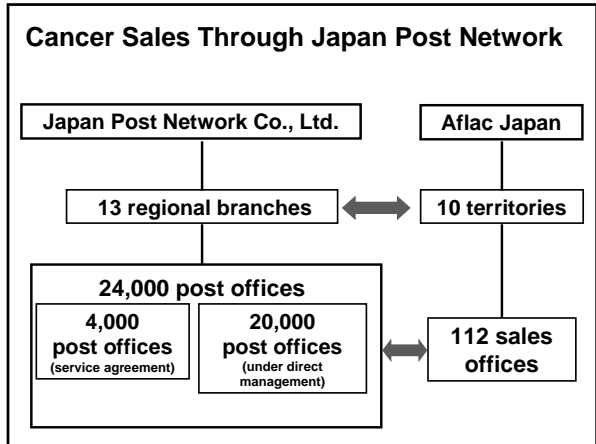 Cancer Sales Through Japan Post Network
Japan Post Network Co., Ltd.
Aflac Japan
13 regional branches
10 territories
24,000 post offices
4,000
post offices
(service agreement)
20,000
post offices
(under direct
management)
112 sales
offices